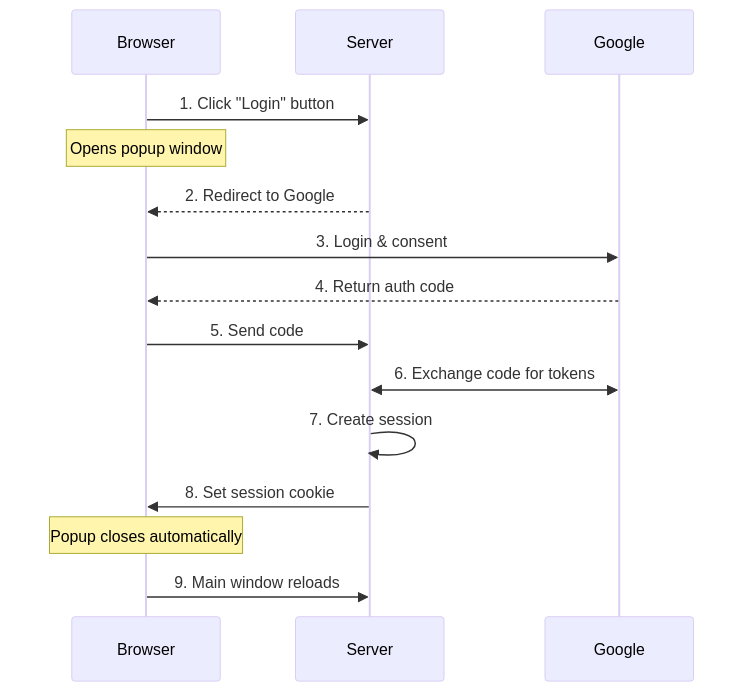 Browser
Server
Google
1. Click "Login" button
Opens popup window
2. Redirect to Google
3. Login & consent
4. Return auth code
5. Send code
6. Exchange code for tokens
7. Create session
8. Set session cookie
Popup closes automatically
9. Main window reloads
Browser
Server
Google